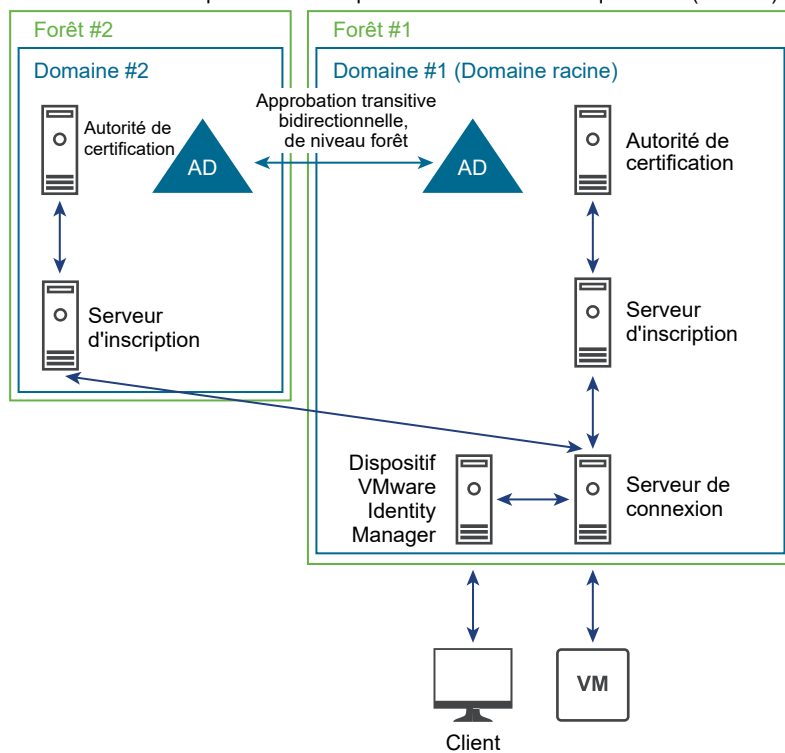 Forêt #2
Forêt #1
Domaine #2
Domaine #1 (Domaine racine)
Approbation transitive
bidirectionnelle,
de niveau forêt
Autorité de
certification
AD
AD
Autorité de
certification
Serveur
d'inscription
Serveur
d'inscription
Dispositif
VMware
Identity
Manager
Serveur de
connexion
VM
Client